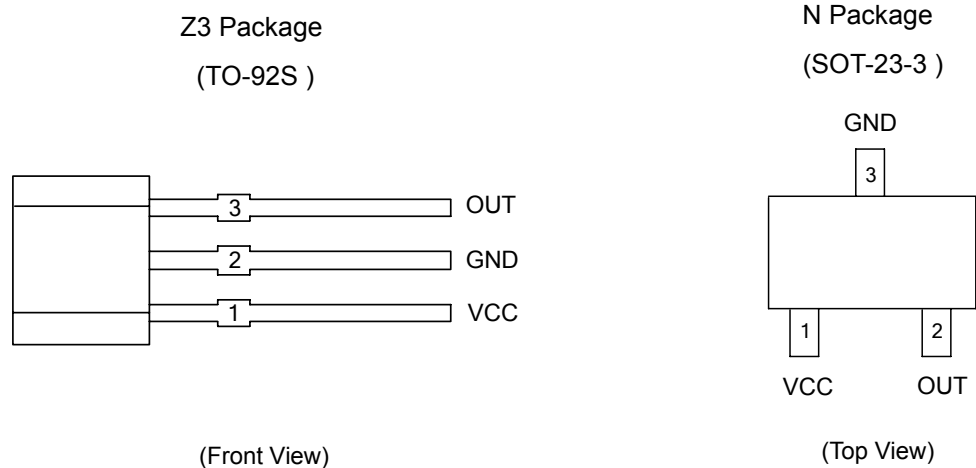 Z3 Package
(TO-92S )
3
OUT
2
GND
1
VCC
(Front View)
N Package
(SOT-23-3 )
GND
3
1
2
VCC
OUT
(Top View)